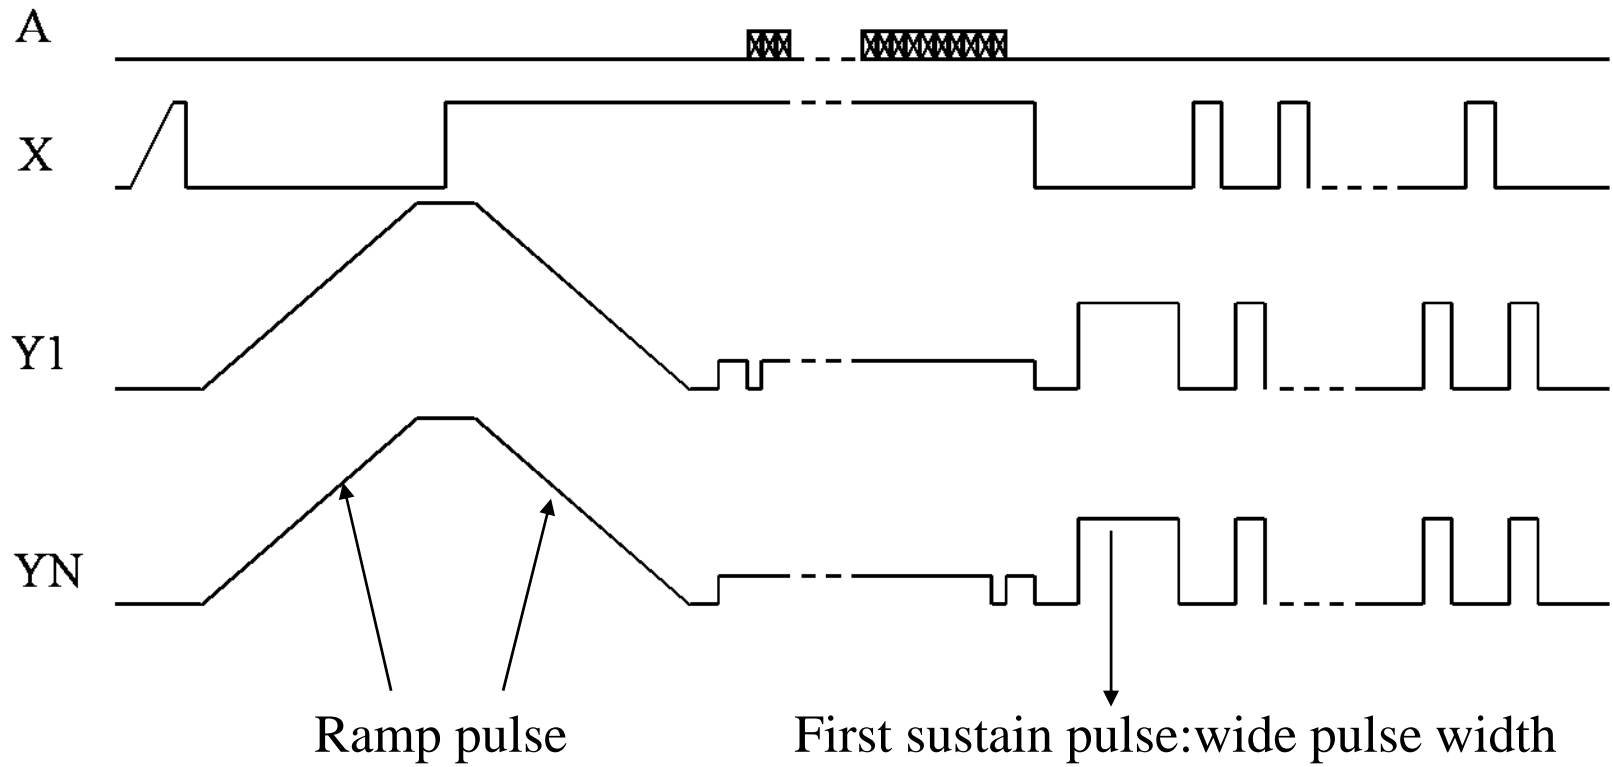 A
X
Y1
YN
Ramp pulse
First sustain pulse:wide pulse width